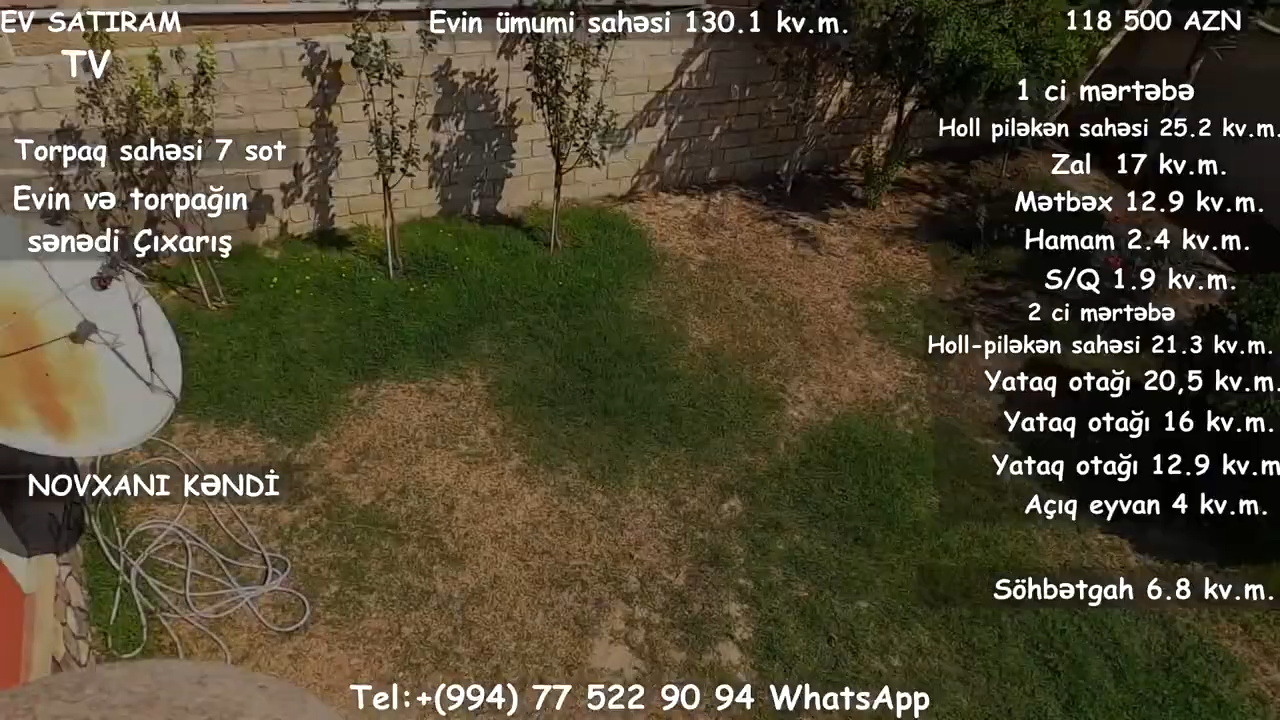 EV SATIRAM
TV
Evin ümumi sahəsi 130.1 kv.m.
118 500 AZN
Torpaq sahəsi 7 sot
Evin və torpağın
sənədi Çıxarış
NOVXANI KƏNDİ
1 ci mərtəbə
Holl piləkən sahəsi 25.2 kv.m.
Zal 17 kv.m.
Mətbəx 12.9 kv.m.
Hamam 2.4 kv.m.
S/Q 1.9 kv.m.
2 ci mərtəbə
Holl-piləkən sahəsi 21.3 kv.m.
Yataq otağı 20,5 kv.m.
Yataq otağı 16 kv.m.
Yataq otağı 12.9 kv.m
Açıq eyvan 4 kv.m.
Söhbətgah 6.8 kv.m.
Tel:+(994) 77 522 90 94 WhatsApp